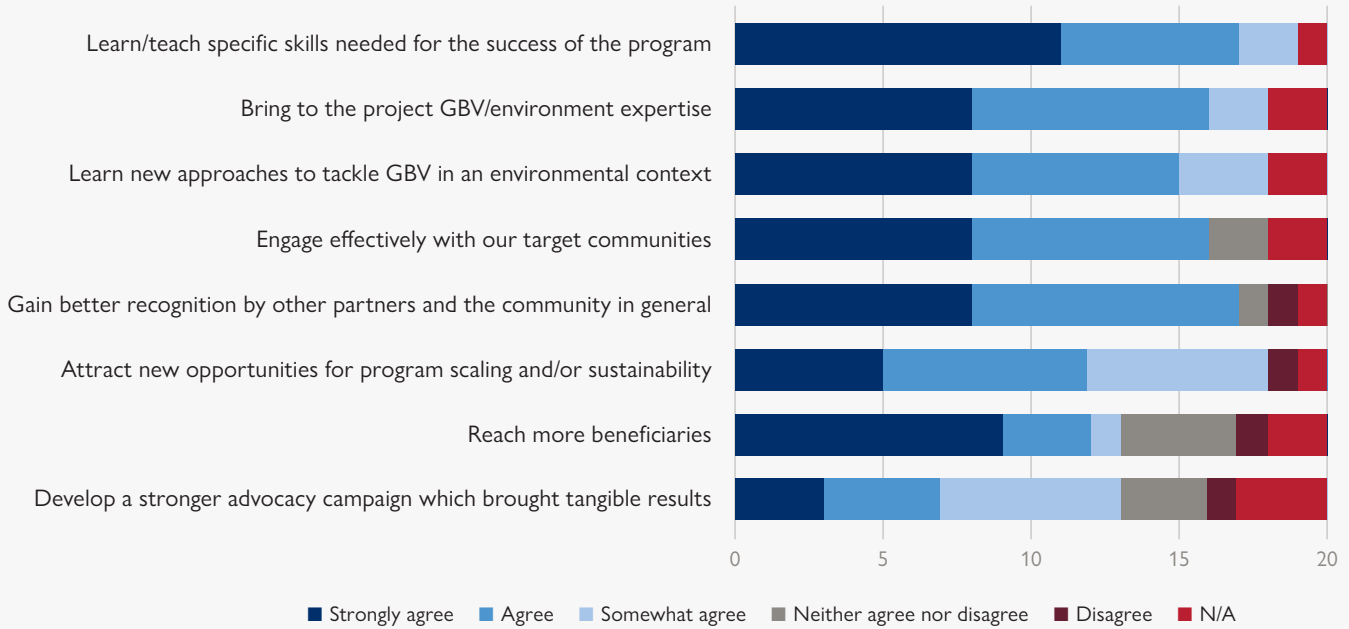 Learn/teach specific skills needed for the success of the program
Bring to the project GBV/environment expertise
Learn new approaches to tackle GBV in an environmental context
Engage effectively with our target communities
Gain better recognition by other partners and the community in general
Attract new opportunities for program scaling and/or sustainability
Reach more beneficiaries
Develop a stronger advocacy campaign which brought tangible results
0 5 10 15 20
Strongly agree Agree Somewhat agree Neither agree nor disagree Disagree N/A